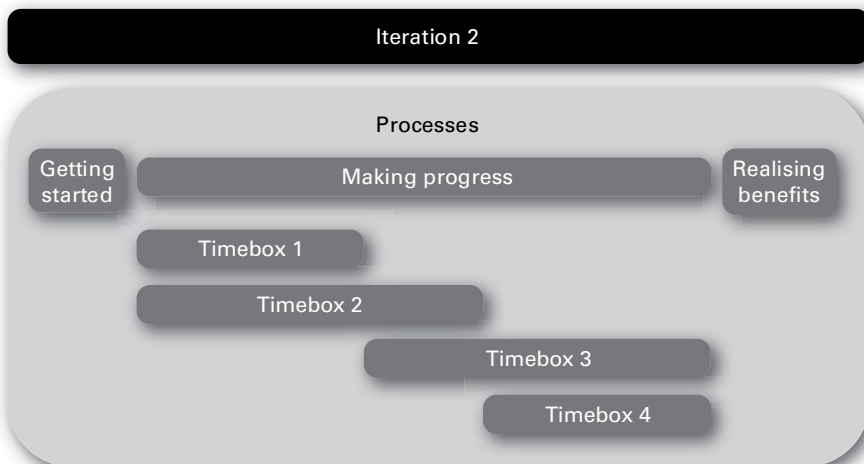 Iteration 2
Processes
Getting
started
Making progress
Realising
benefits
Timebox 1
Timebox 2
Timebox 3
Timebox 4